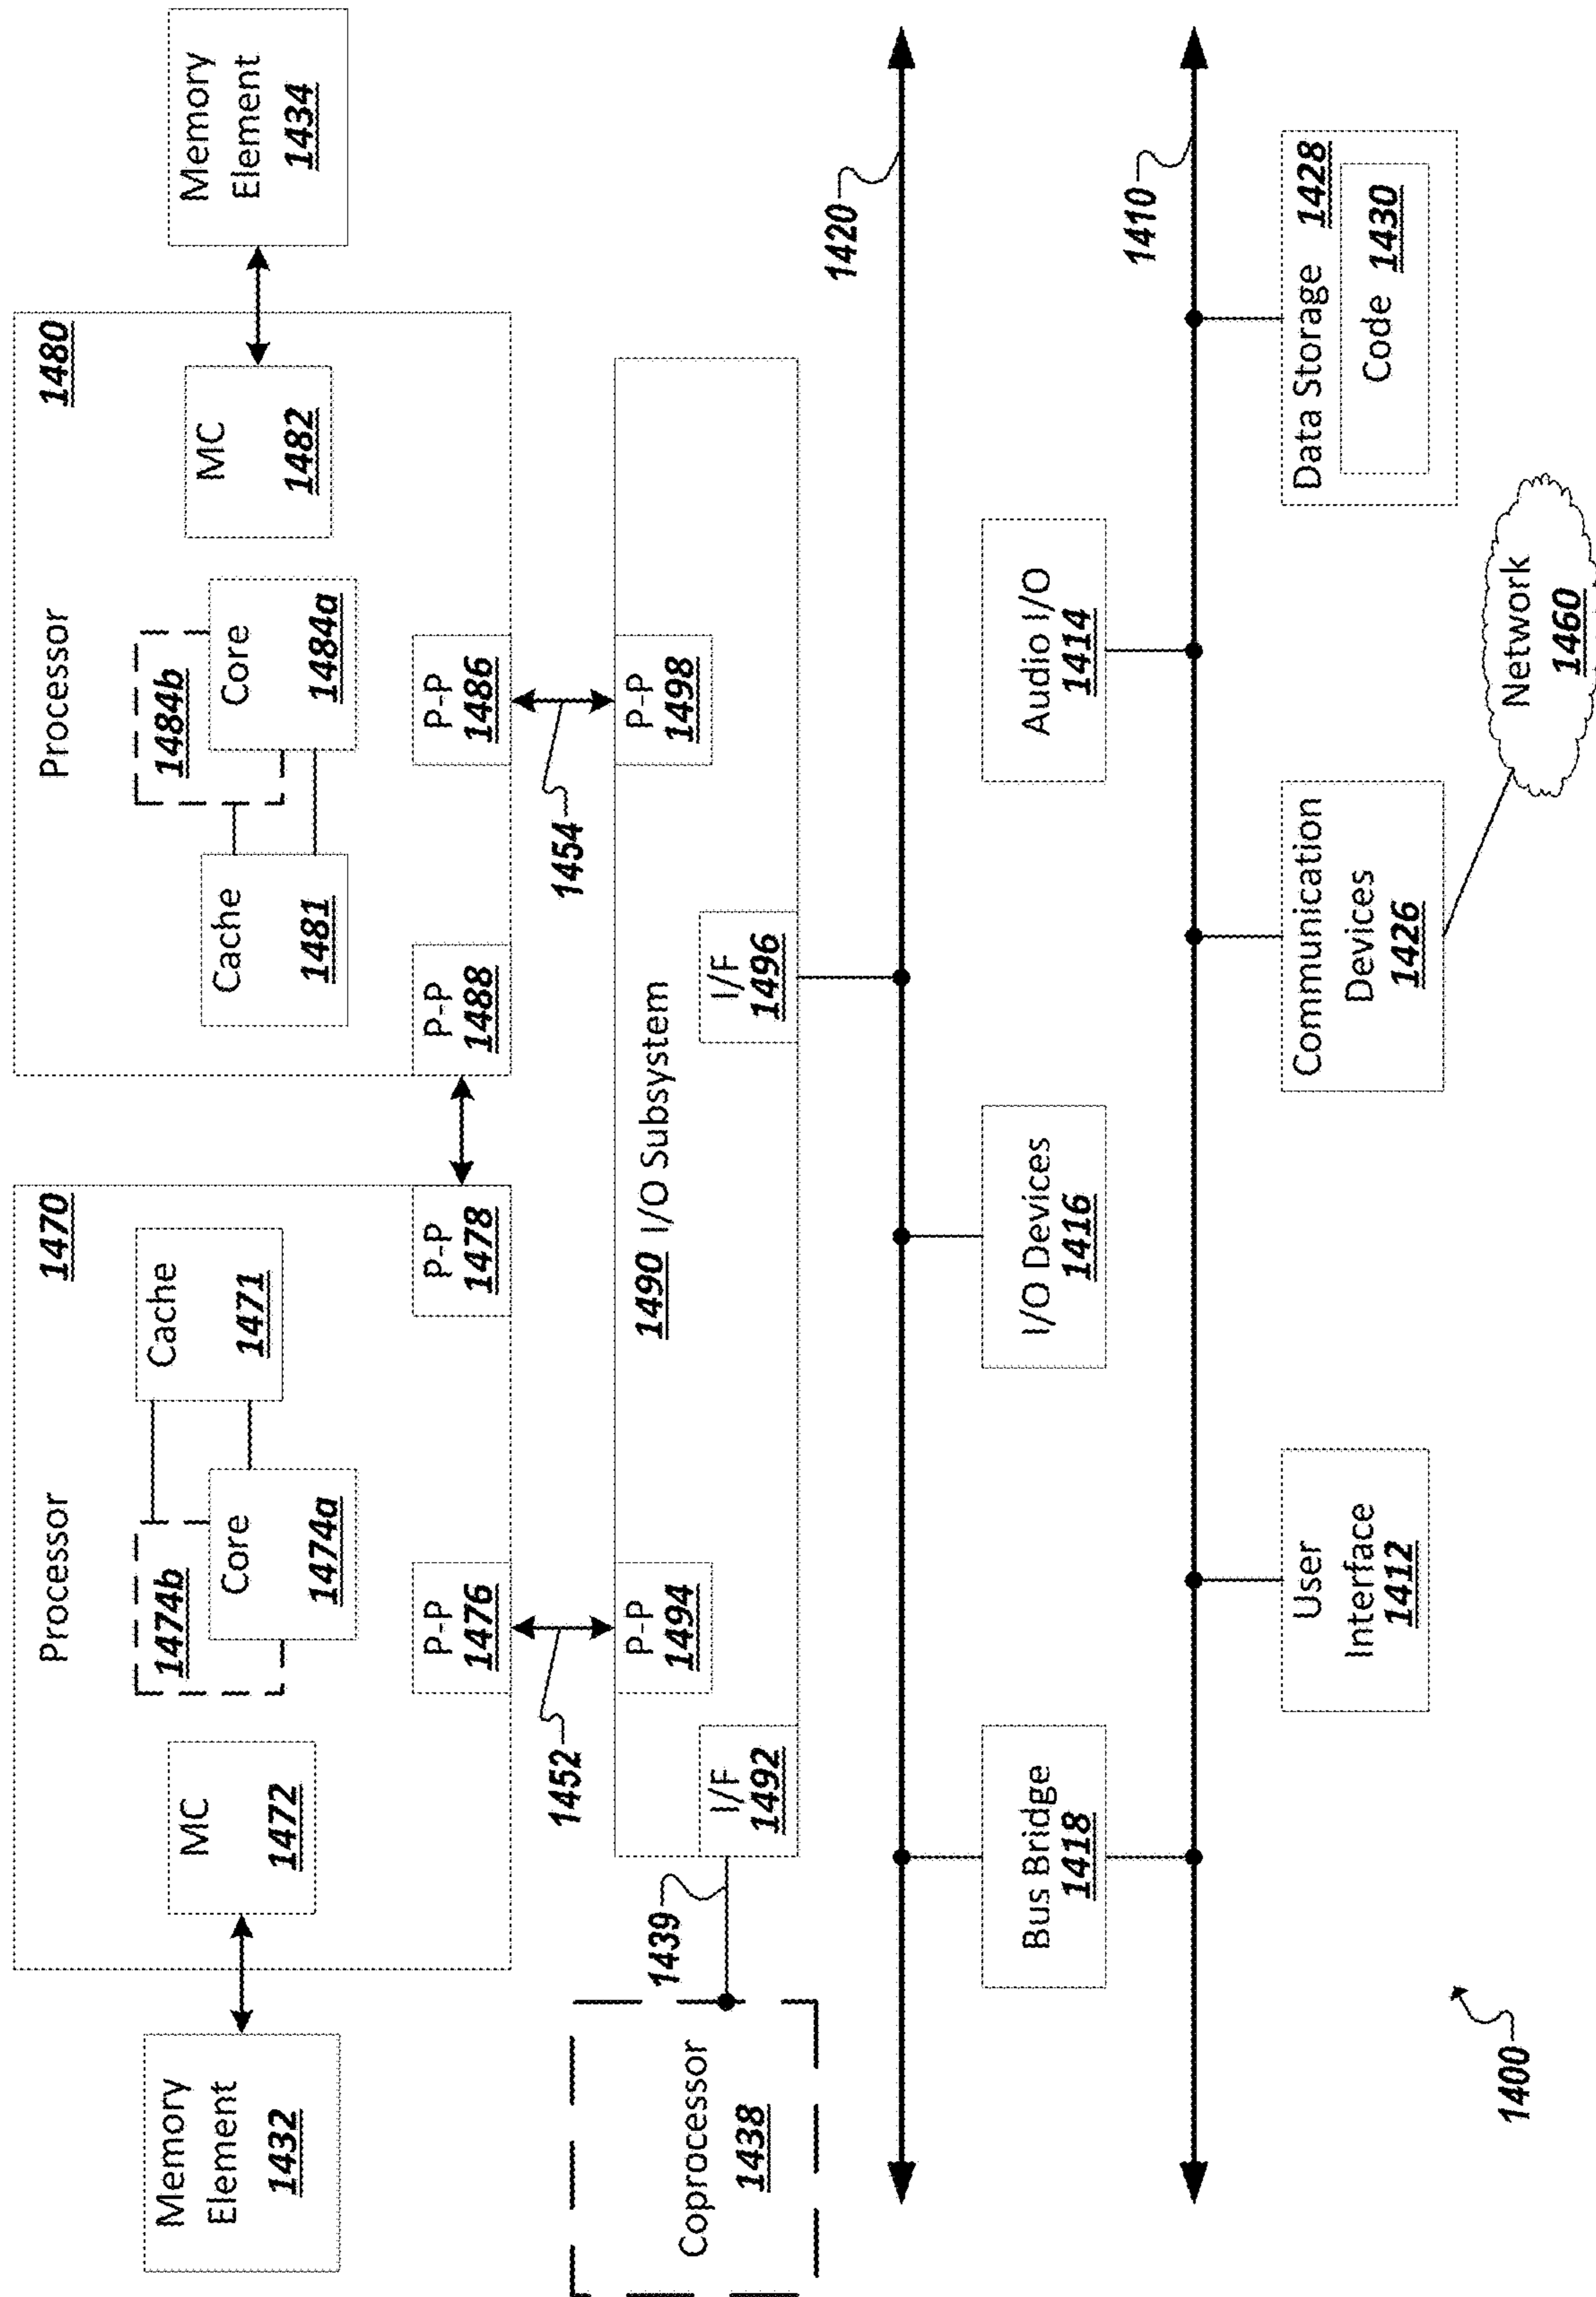 Processor
1470
Processor
1480
Memory
Element
1432
MC
1472
1474b
Core
1474a
Cache
1471
Cache
1481
1484b
Core
1484a
MC
1482
Memory
Element
1434
P-P
1476
P-P
1478
P-P
1488
P-P
1486
1452
1454
Coprocessor
1438
1439
I/F
1492
P-P
1494
1490 I/O Subsystem
I/F
1496
P-P
1498
1420
Bus Bridge
1418
I/O Devices
1416
Audio I/O
1414
1410
User
Interface
1412
Communication
Devices
1426
Data Storage 1428
Code 1430
Network
1460
1400